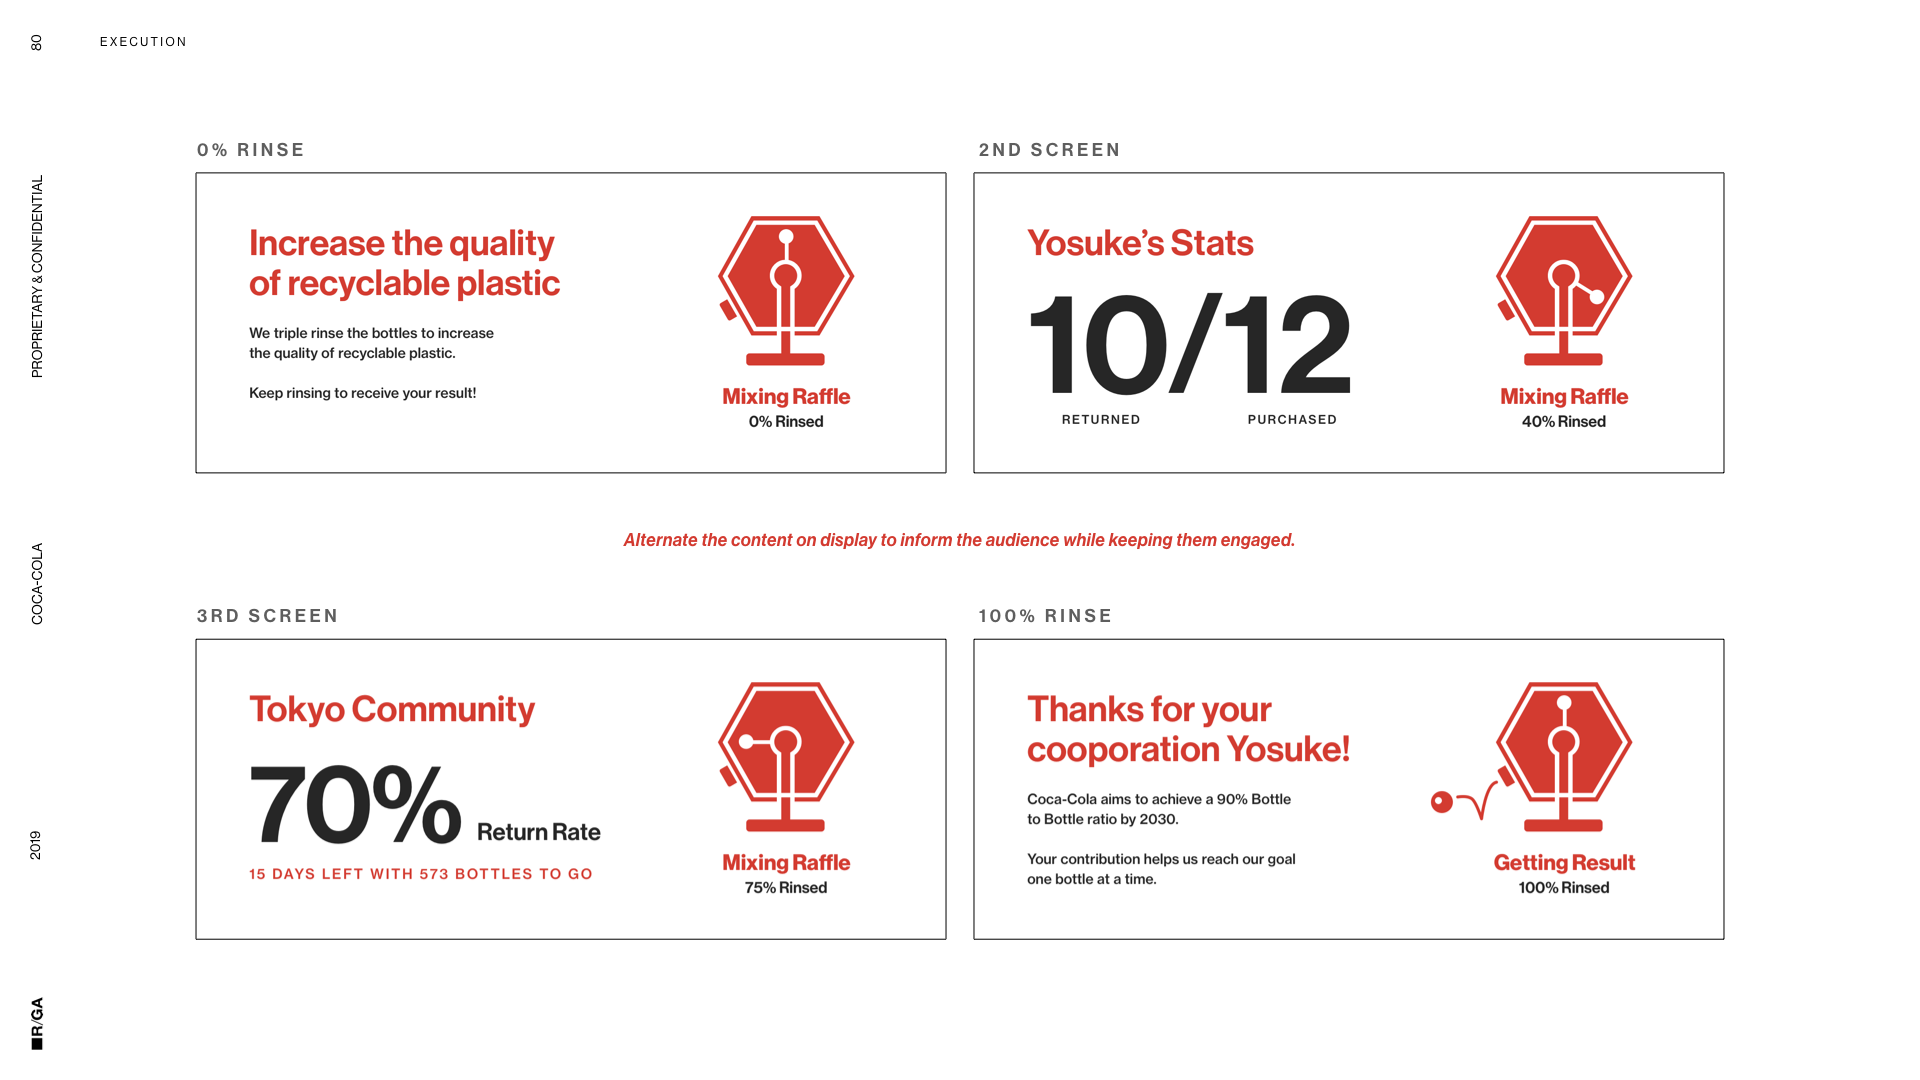 80
EXECUTION
PROPRIETARY & CONFIDENTIAL
COCA-COLA
2019
R/GA
0% RINSE
Increase the quality
of recyclable plastic
We triple rinse the bottles to increase
the quality of recyclable plastic.
Keep rinsing to receive your result!
Mixing Raffle
0% Rinsed
2ND SCREEN
Yosuke’s Stats
10/12
RETURNED PURCHASED
Mixing Raffle
40% Rinsed
Alternate the content on display to inform the audience while keeping them engaged.
3RD SCREEN
Tokyo Community
70% Return Rate
15 DAYS LEFT WITH 573 BOTTLES TO GO
Mixing Raffle
75% Rinsed
100% RINSE
Thanks for your
cooporation Yosuke!
Coca-Cola aims to achieve a 90% Bottle
to Bottle ratio by 2030.
Your contribution helps us reach our goal
one bottle at a time.
Getting Result
100% Rinsed